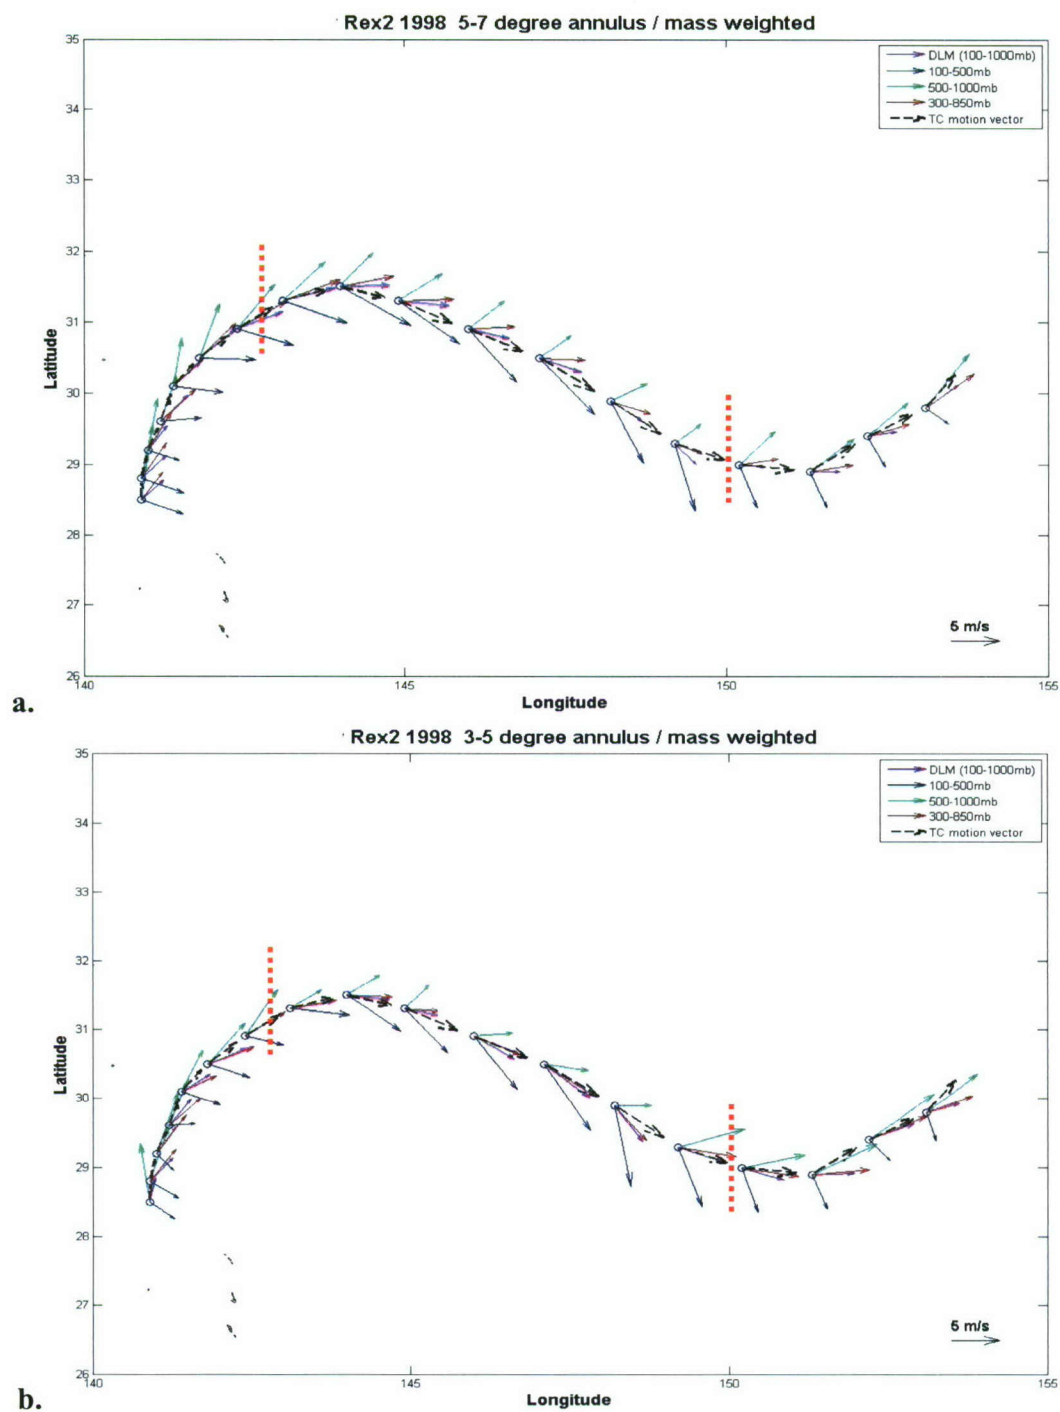 Rex2 1998 5-7 degree annulus / mass weighted
35
34
33
32
31
30
29
28
27
26
Latitude
DLM (100-1000mb)
100-500mb
500-1000mb
300-850mb
TC motion vector
5 m/s
140
145
150
155
Longitude
a.
Rex2 1998 3-5 degree annulus / mass weighted
35
34
33
32
31
30
29
28
27
26
Latitude
DLM (100-1000mb)
100-500mb
500-1000mb
300-850mb
TC motion vector
5 m/s
140
145
150
155
Longitude
b.